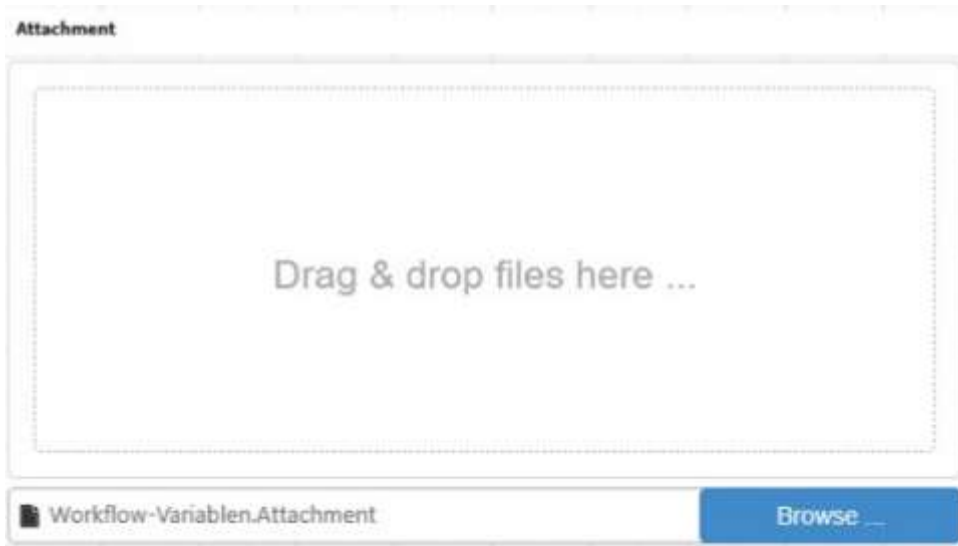 Attachment
Drag & drop files here ...
Workflow-Variablen.Attachment
Browse ...